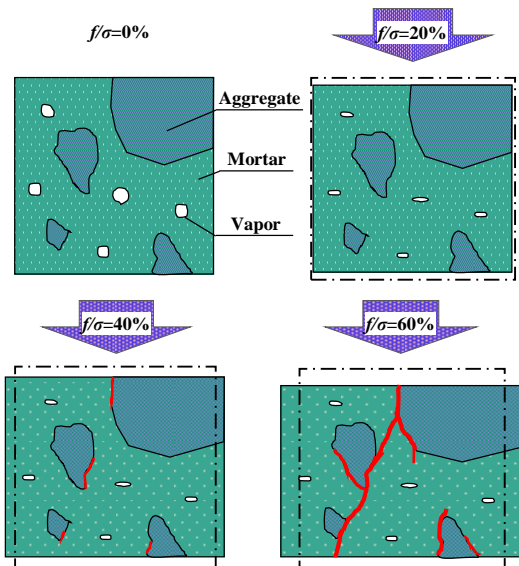 f/σ=0%
f/σ=20%
Aggregate
Mortar
Vapor
f/σ=40%
f/σ=60%